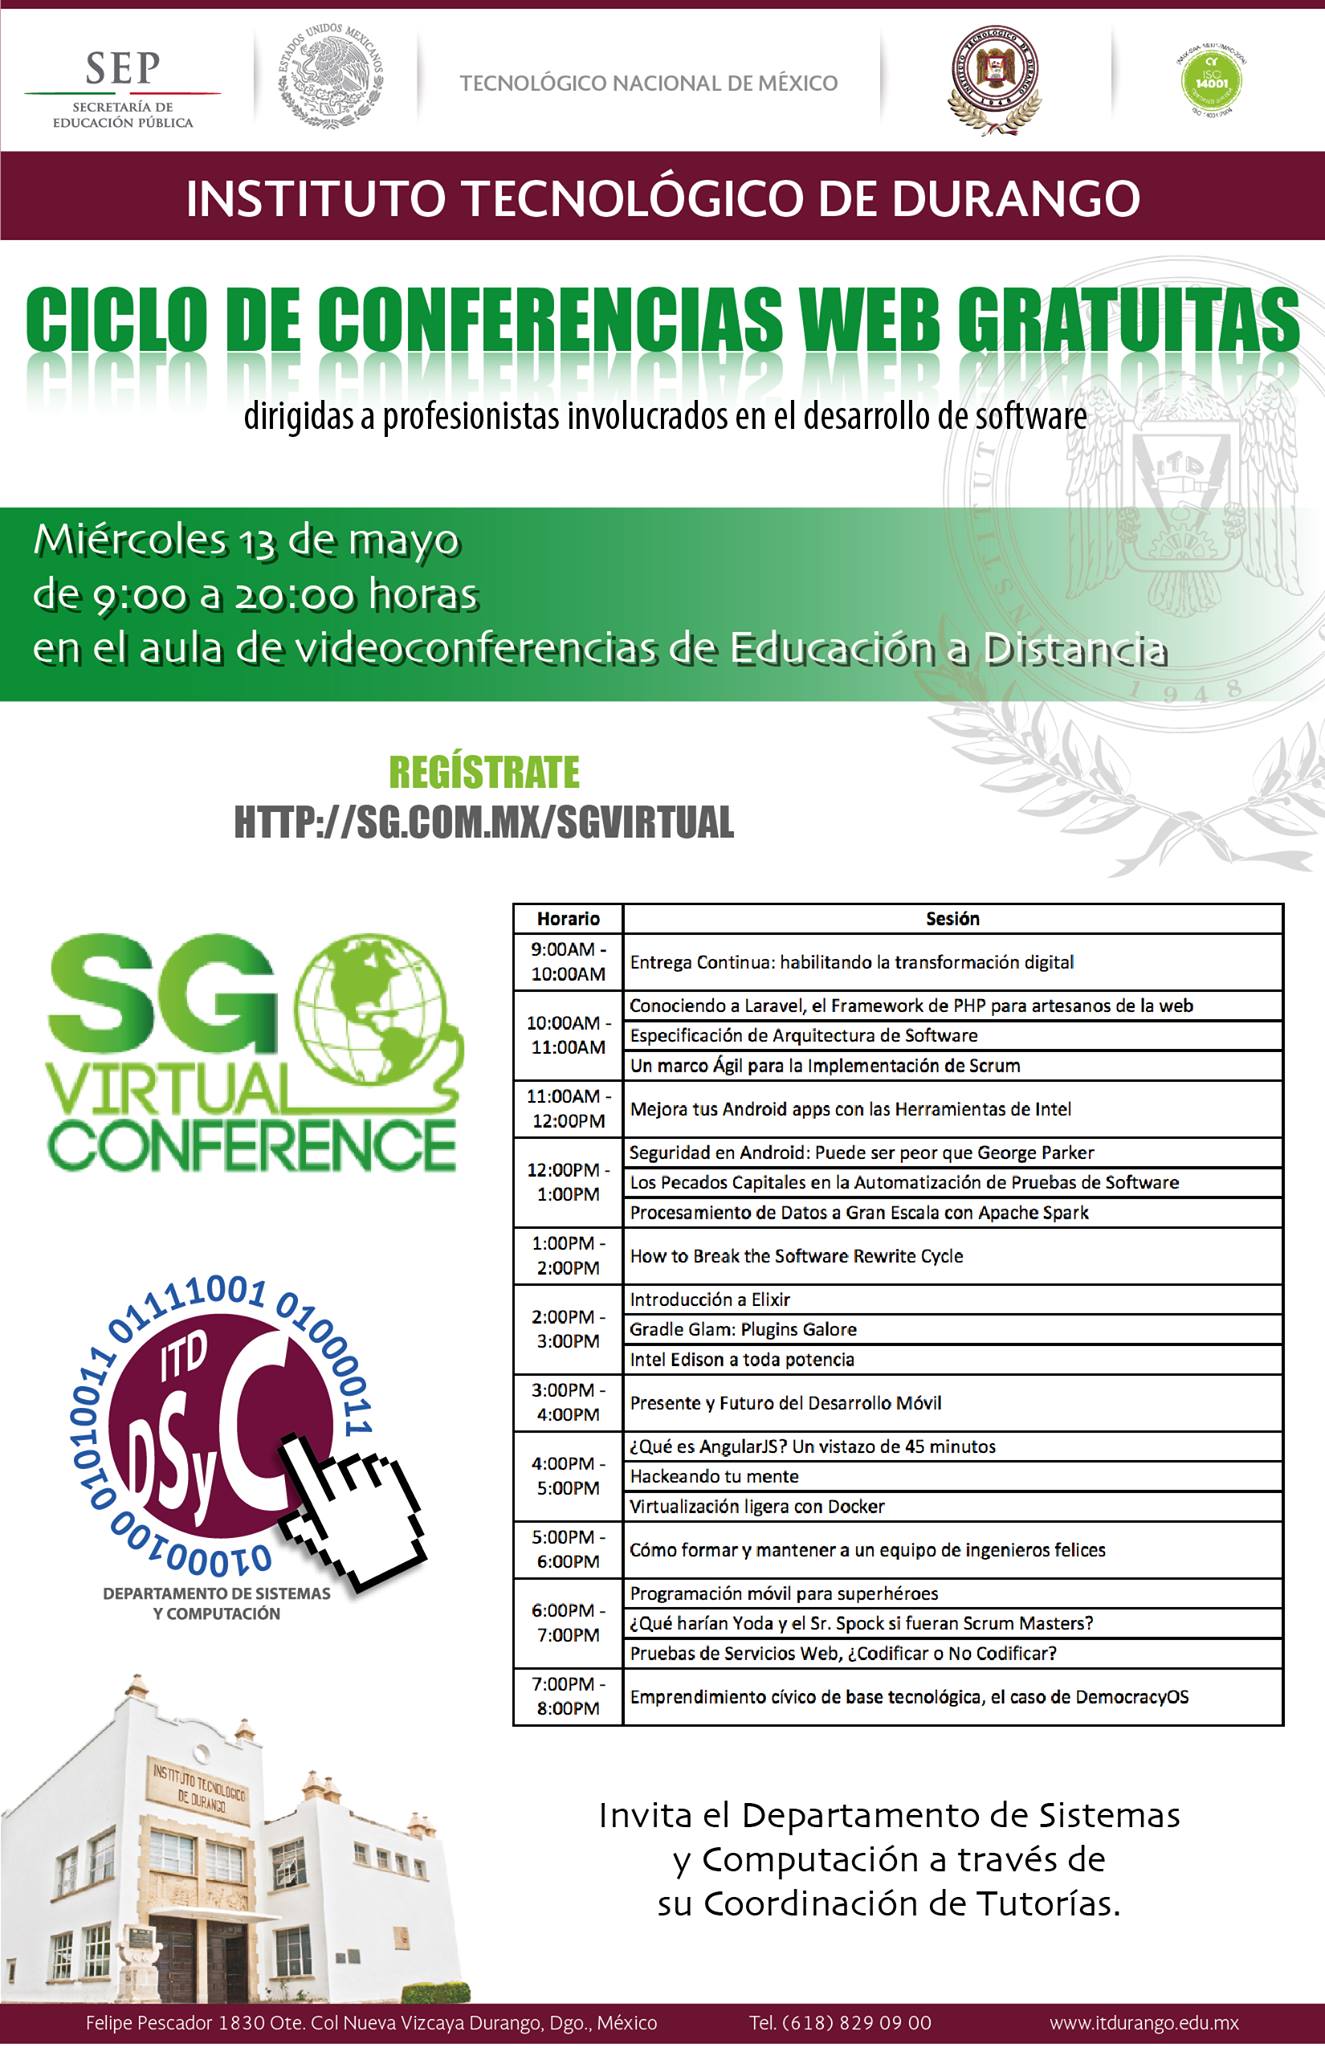 SEP
SECRETARÍA DE
EDUCACIÓN PÚBLICA
ESTADOS UNIDOS MEXICANOS
TECNOLÓGICO NACIONAL DE MÉXICO
INSTITUTO TECNOLÓGICO DE DURANGO
1948
ISO
14001
INSTITUTO TECNOLÓGICO DE DURANGO
CICLO DE CONFERENCIAS WEB GRATUITAS
dirigidas a profesionistas involucrados en el desarrollo de software
ITD
1948
Miércoles 13 de mayo
de 9:00 a 20:00 horas
en el aula de videoconferencias de Educación a Distancia
REGÍSTRATE
HTTP://SG.COM.MX/SGVIRTUAL
SG
VIRTUAL
CONFERENCE
Horario Sesión
9:00AM - 10:00AM Entrega Continua: habilitando la transformación digital
10:00AM - 11:00AM Conociendo a Laravel, el Framework de PHP para artesanos de la web
Especificación de Arquitectura de Software
Un marco Ágil para la Implementación de Scrum
11:00AM - 12:00PM Mejora tus Android apps con las Herramientas de Intel
12:00PM - 1:00PM Seguridad en Android: Puede ser peor que George Parker
Los Pecados Capitales en la Automatización de Pruebas de Software
Procesamiento de Datos a Gran Escala con Apache Spark
1:00PM - 2:00PM How to Break the Software Rewrite Cycle
2:00PM - 3:00PM Introducción a Elixir
Gradle Glam: Plugins Galore
Intel Edison a toda potencia
3:00PM - 4:00PM Presente y Futuro del Desarrollo Móvil
4:00PM - 5:00PM ¿Qué es AngularJS? Un vistazo de 45 minutos
Hackeando tu mente
Virtualización ligera con Docker
5:00PM - 6:00PM Cómo formar y mantener a un equipo de ingenieros felices
6:00PM - 7:00PM Programación móvil para superhéroes
¿Qué harían Yoda y el Sr. Spock si fueran Scrum Masters?
Pruebas de Servicios Web, ¿Codificar o No Codificar?
7:00PM - 8:00PM Emprendimiento cívico de base tecnológica, el caso de DemocracyOS
01000100 01010011 01111001 01000011
ITD
DSyC
DEPARTAMENTO DE SISTEMAS
Y COMPUTACIÓN
INSTITUTO TECNOLOGICO
DE DURANGO
Invita el Departamento de Sistemas
y Computación a través de
su Coordinación de Tutorías.
Felipe Pescador 1830 Ote. Col Nueva Vizcaya Durango, Dgo., México Tel. (618) 829 09 00 www.itdurango.edu.mx